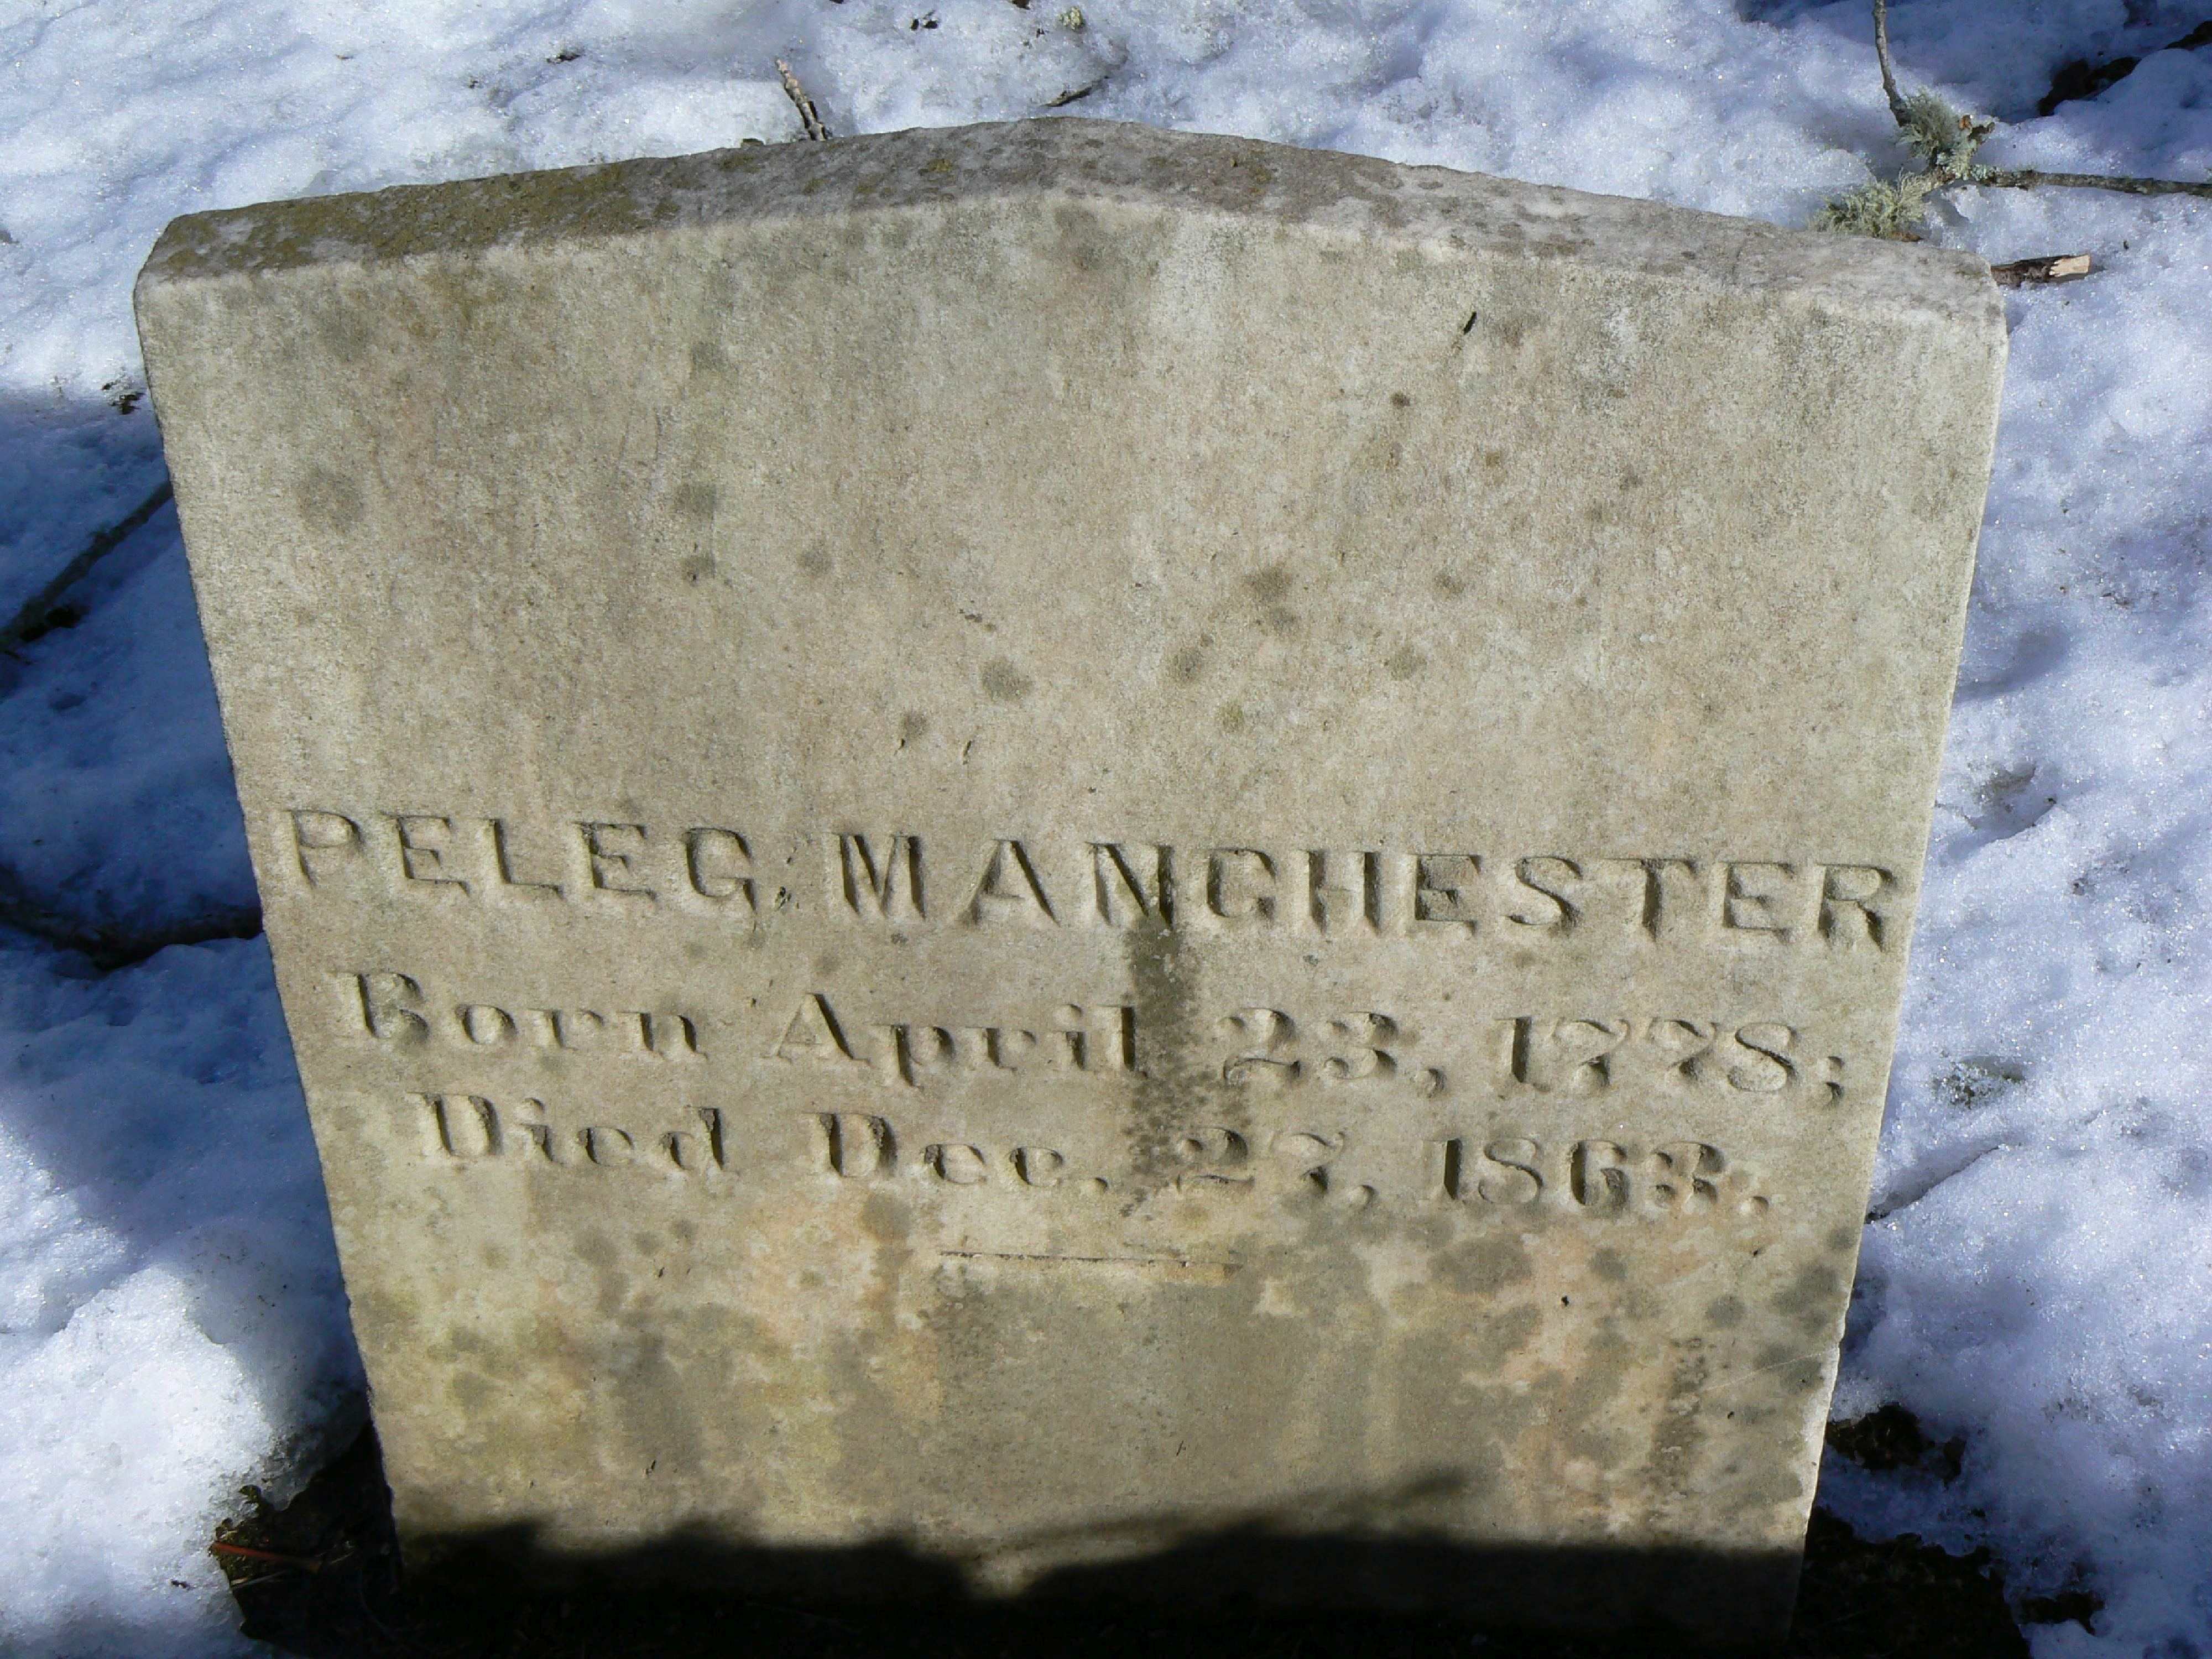 PELEG MANCHESTER
Born April 23, 1778;
Died Dec. 27, 1863.